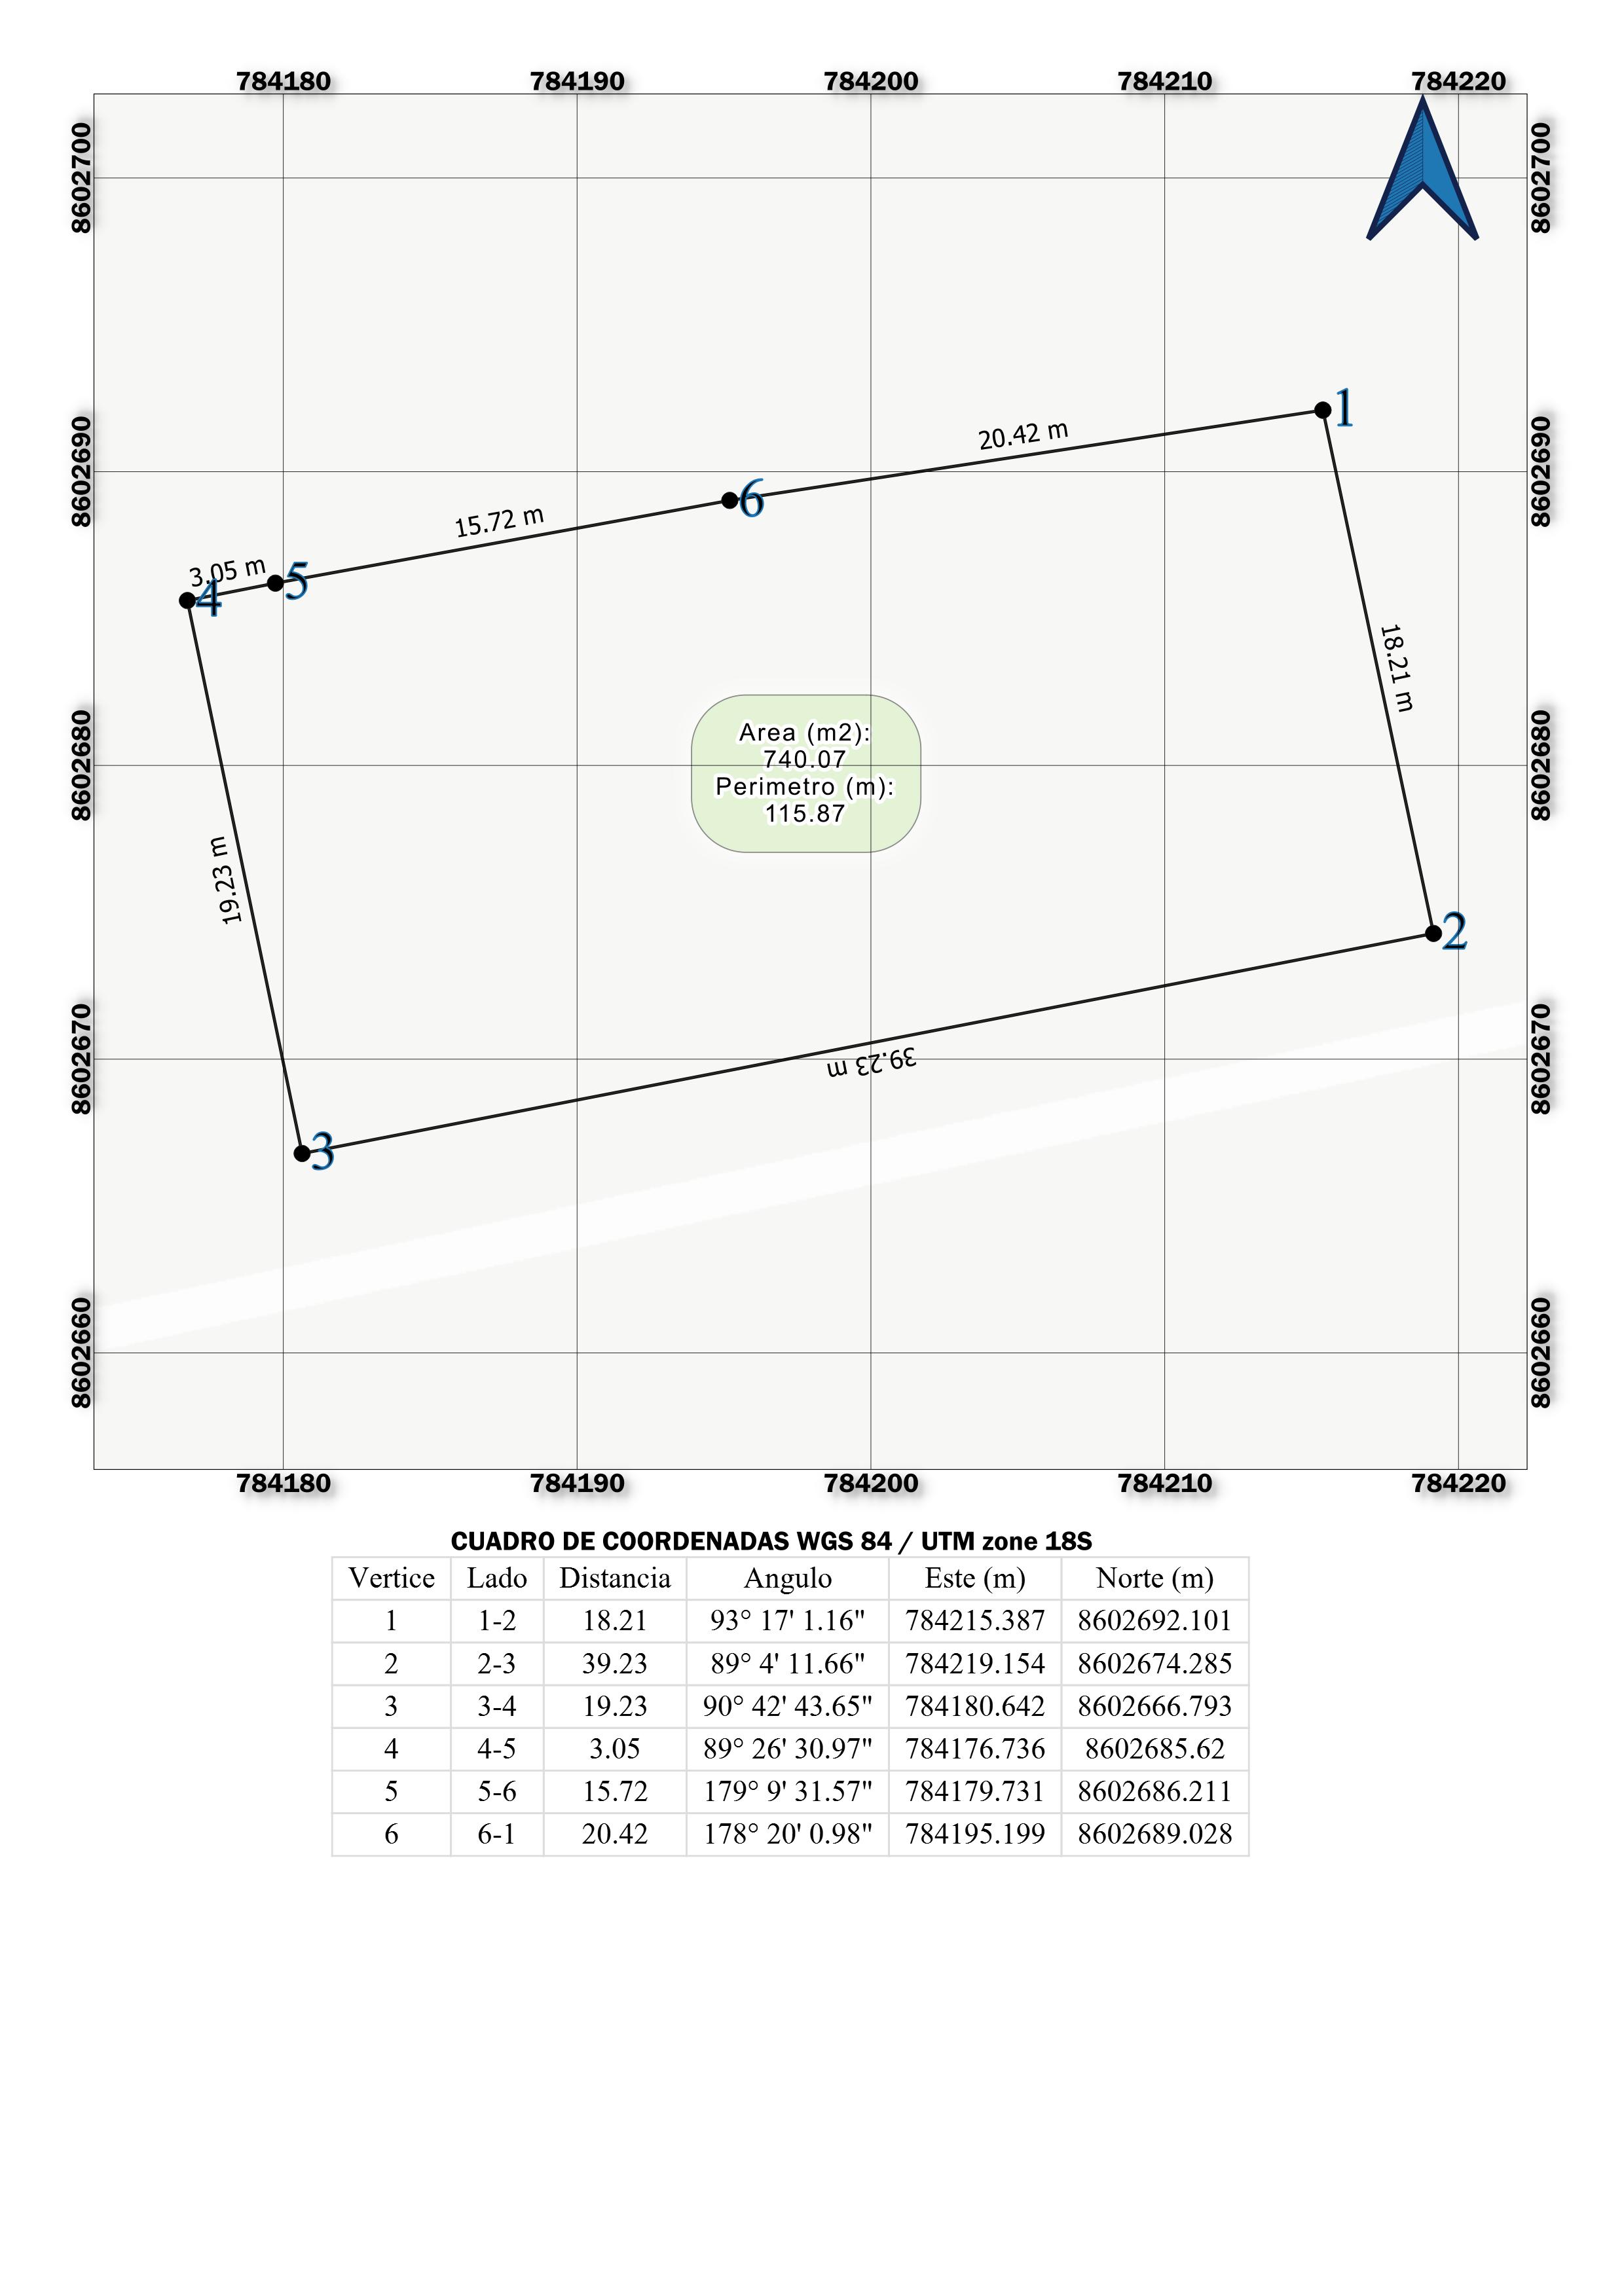 784180 784190 784200 784210 784220
8602700 8602700
1
20.42 m
8602690 8602690
6
15.72 m
3.05 m
5
4
18.21 m
Area (m2):
740.07
8602680 8602680
Perimetro (m):
115.87
19.23 m
2
8602670 8602670
39.23 m
3
8602660 8602660
784180 784190 784200 784210 784220
CUADRO DE COORDENADAS WGS 84 / UTM zone 18S
Vertice Lado Distancia Angulo Este (m) Norte (m)
1 1-2 18.21 93° 17' 1.16" 784215.387 8602692.101
2 2-3 39.23 89° 4' 11.66" 784219.154 8602674.285
3 3-4 19.23 90° 42' 43.65" 784180.642 8602666.793
4 4-5 3.05 89° 26' 30.97" 784176.736 8602685.62
5 5-6 15.72 179° 9' 31.57" 784179.731 8602686.211
6 6-1 20.42 178° 20' 0.98" 784195.199 8602689.028